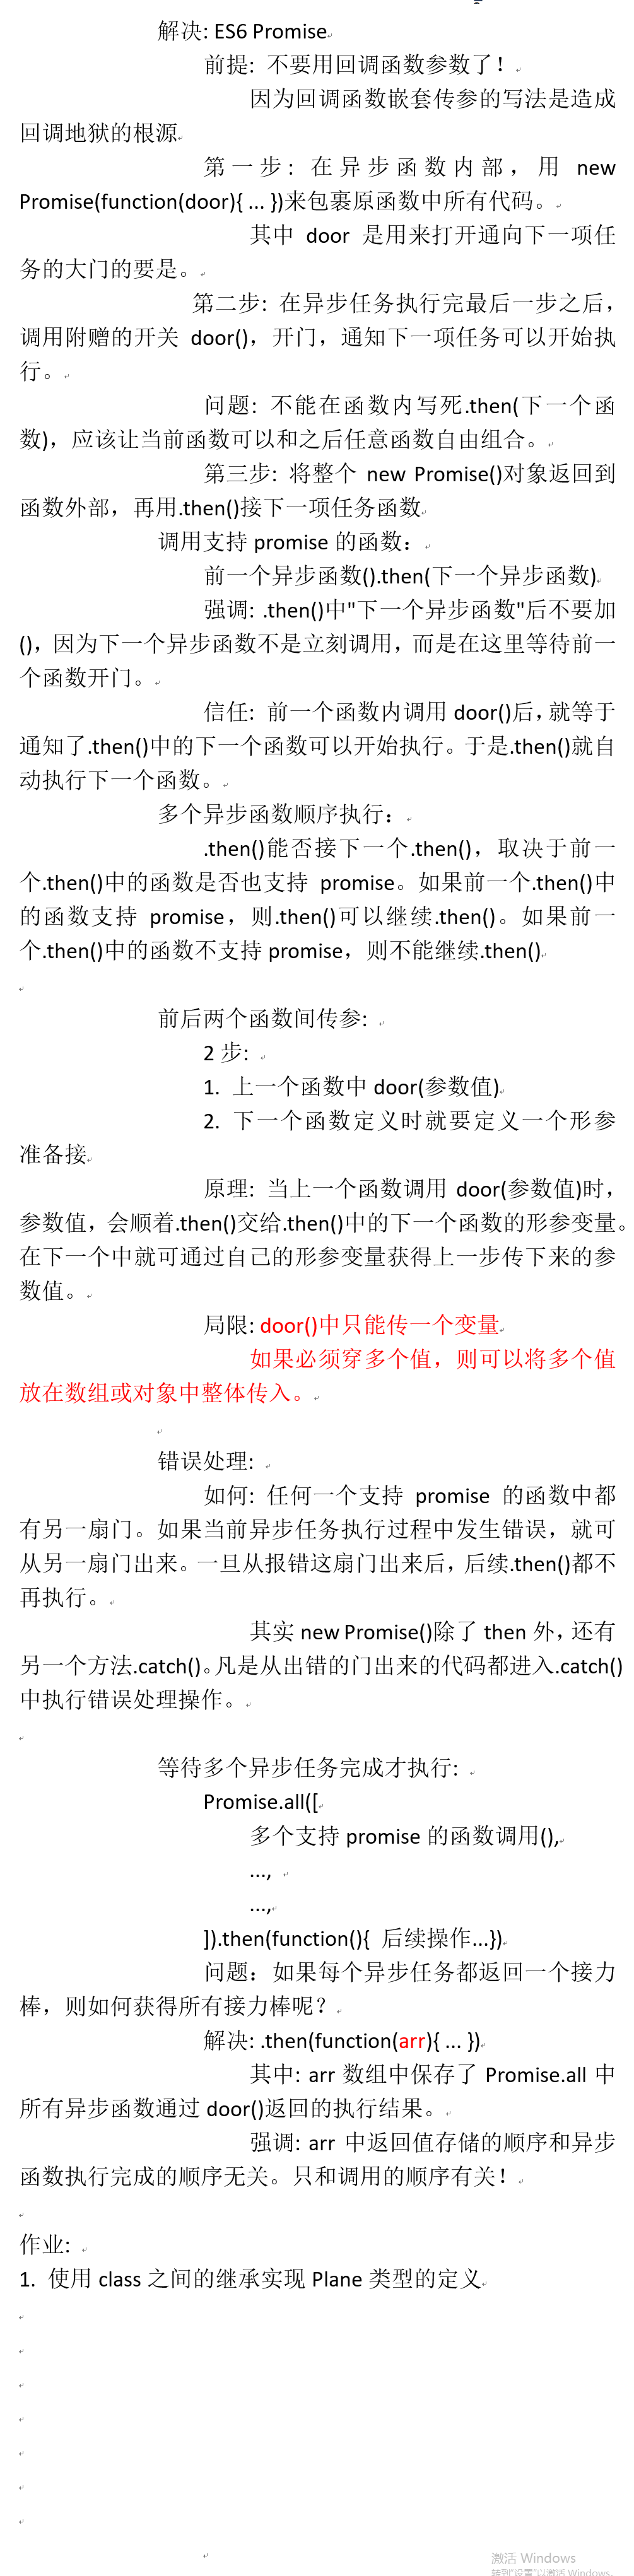 解决: ES6 Promise
前提: 不要用回调函数参数了！
因为回调函数嵌套传参的写法是造成
回调地狱的根源
第一步: 在异步函数内部，用 new
Promise(function(door){ ... })来包裹原函数中所有代码。
其中 door 是用来打开通向下一项任
务的大门的要是。
第二步: 在异步任务执行完最后一步之后，
调用附赠的开关 door()，开门，通知下一项任务可以开始执
行。
问题: 不能在函数内写死.then(下一个函
数)，应该让当前函数可以和之后任意函数自由组合。
第三步: 将整个 new Promise()对象返回到
函数外部，再用.then()接下一项任务函数
调用支持 promise 的函数：
前一个异步函数().then(下一个异步函数)
强调: .then()中"下一个异步函数"后不要加
()，因为下一个异步函数不是立刻调用，而是在这里等待前一
个函数开门。
信任: 前一个函数内调用 door()后，就等于
通知了.then()中的下一个函数可以开始执行。于是.then()就自
动执行下一个函数。
多个异步函数顺序执行：
.then()能否接下一个.then()，取决于前一
个.then()中的函数是否也支持 promise。如果前一个.then()中
的函数支持 promise，则.then()可以继续.then()。如果前一
个.then()中的函数不支持 promise，则不能继续.then()
前后两个函数间传参:
2 步:
1. 上一个函数中 door(参数值)
2. 下一个函数定义时就要定义一个形参
准备接
原理: 当上一个函数调用 door(参数值)时，
参数值，会顺着.then()交给.then()中的下一个函数的形参变量。
在下一个中就可通过自己的形参变量获得上一步传下来的参
数值。
局限: door()中只能传一个变量
如果必须穿多个值，则可以将多个值
放在数组或对象中整体传入。
错误处理:
如何: 任何一个支持 promise 的函数中都
有另一扇门。如果当前异步任务执行过程中发生错误，就可
从另一扇门出来。一旦从报错这扇门出来后，后续.then()都不
再执行。
其实 new Promise()除了 then 外，还有
另一个方法.catch()。凡是从出错的门出来的代码都进入.catch()
中执行错误处理操作。
等待多个异步任务完成才执行:
Promise.all([
多个支持 promise 的函数调用(),
...,
...,
]).then(function(){ 后续操作...})
问题：如果每个异步任务都返回一个接力
棒，则如何获得所有接力棒呢？
解决: .then(function(arr){ ... })
其中: arr 数组中保存了 Promise.all 中
所有异步函数通过 door()返回的执行结果。
强调: arr 中返回值存储的顺序和异步
函数执行完成的顺序无关。只和调用的顺序有关！
作业:
1. 使用 class 之间的继承实现 Plane 类型的定义
激活 Windows
转到"设置"以激活 Windows。